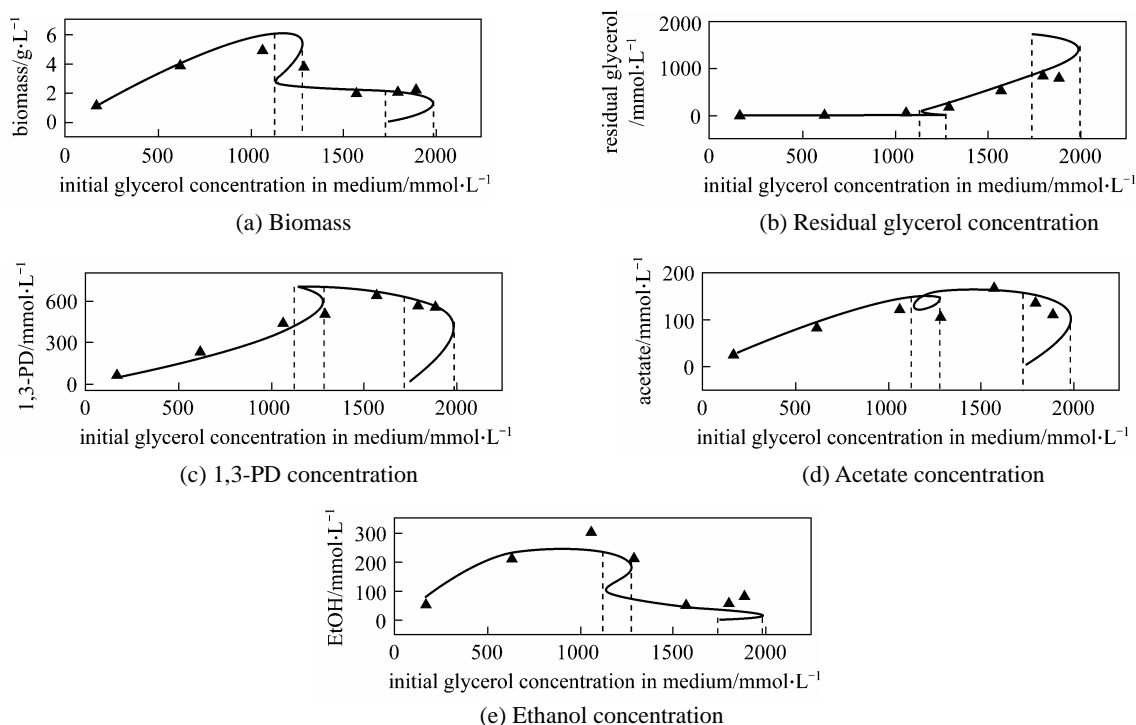 biomass/g·L⁻¹
6
4
2
0
0 500 1000 1500 2000
initial glycerol concentration in medium/mmol·L⁻¹
(a) Biomass
residual glycerol
/mmol·L⁻¹
2000
1000
0
0 500 1000 1500 2000
initial glycerol concentration in medium/mmol·L⁻¹
(b) Residual glycerol concentration
1,3-PD/mmol·L⁻¹
600
300
0
0 500 1000 1500 2000
initial glycerol concentration in medium/mmol·L⁻¹
(c) 1,3-PD concentration
acetate/mmol·L⁻¹
200
100
0
0 500 1000 1500 2000
initial glycerol concentration in medium/mmol·L⁻¹
(d) Acetate concentration
EtOH/mmol·L⁻¹
300
200
100
0
0 500 1000 1500 2000
initial glycerol concentration in medium/mmol·L⁻¹
(e) Ethanol concentration